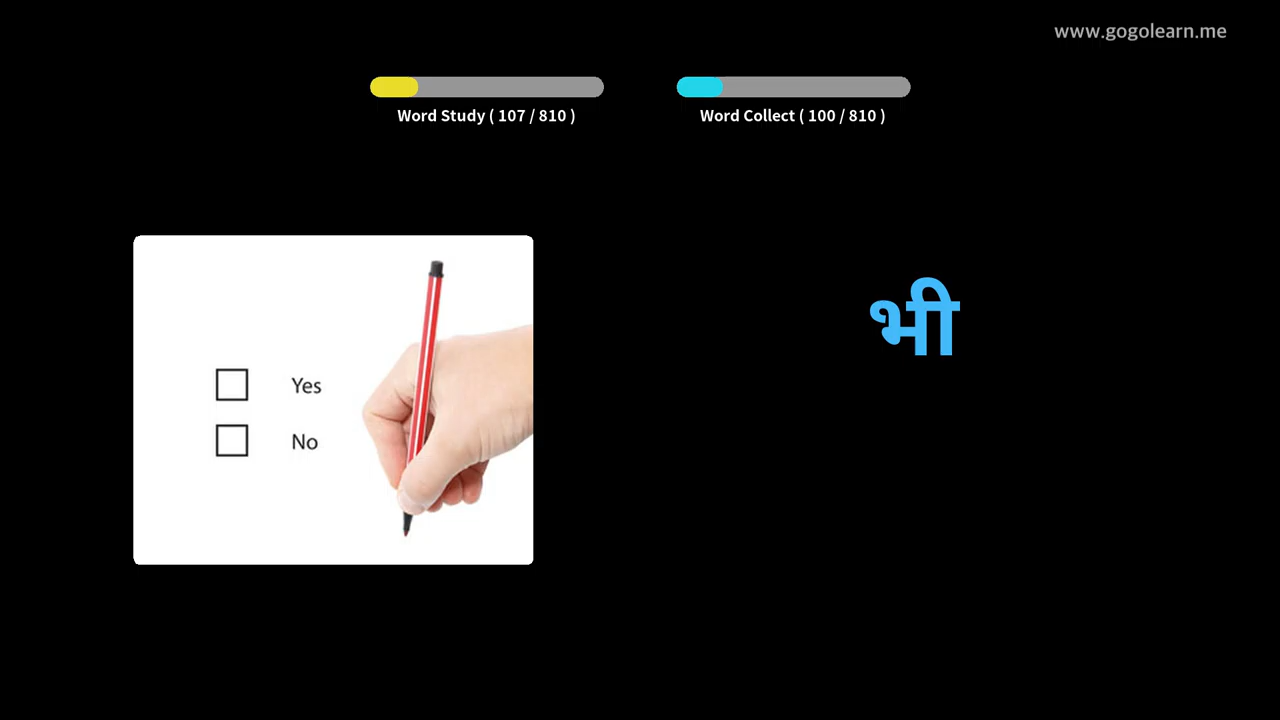 www.gogolearn.me
Word Study ( 107 / 810 )
Word Collect ( 100 / 810 )
Yes
No
भी